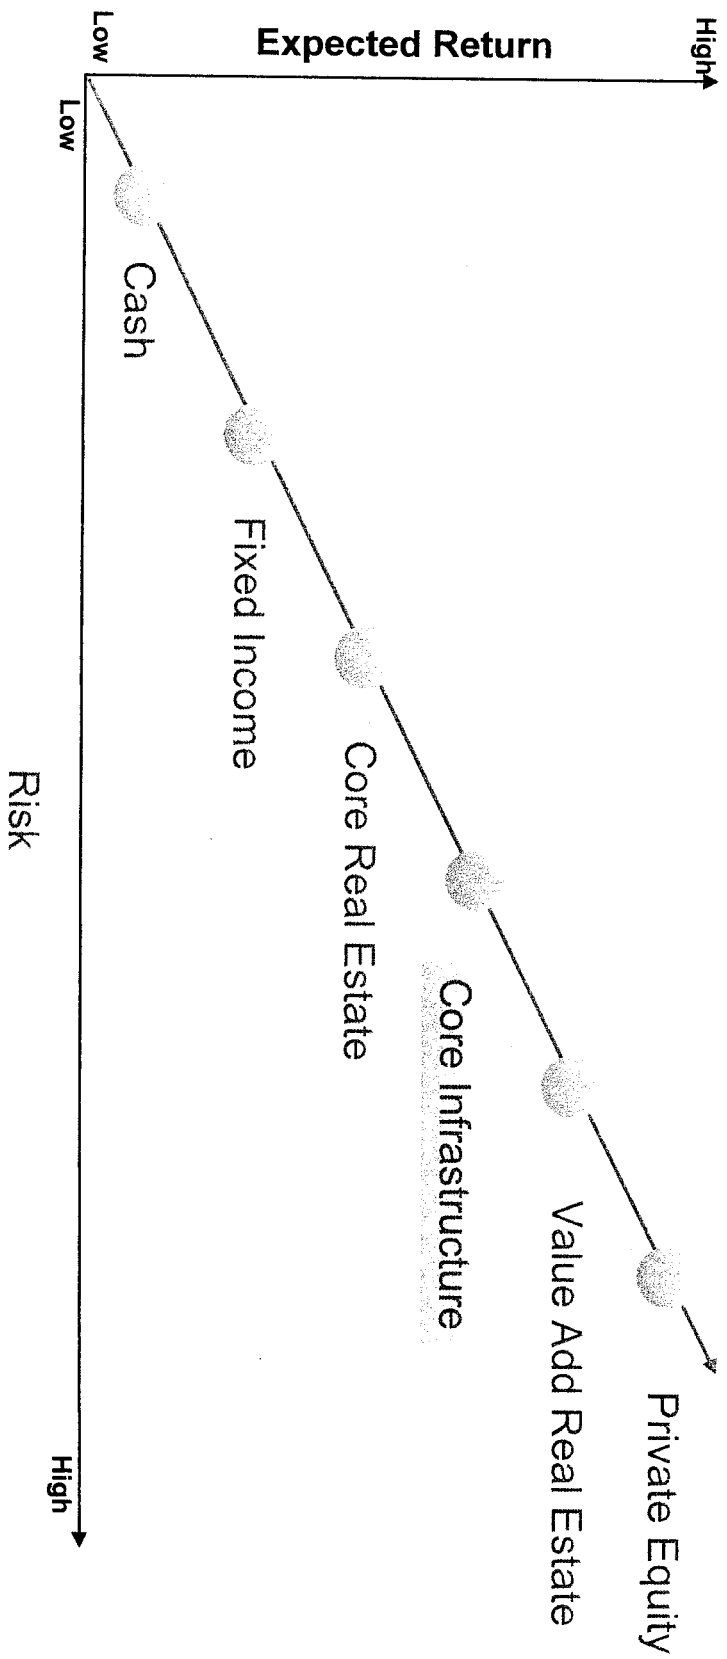 High
Expected Return
Low
Low
Cash
Fixed Income
Core Real Estate
Core Infrastructure
Value Add Real Estate
Private Equity
High
Risk